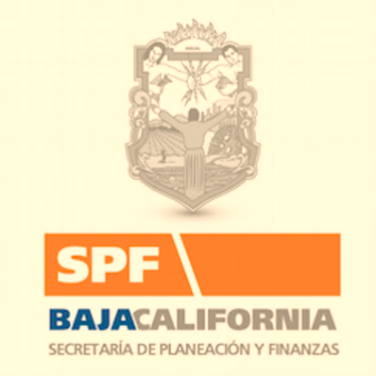 SPF
BAJACALIFORNIA
SECRETARÍA DE PLANEACIÓN Y FINANZAS